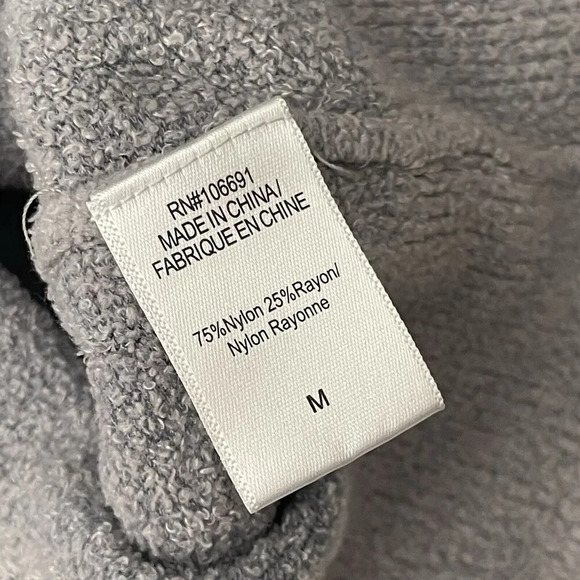 RN#106691
MADE IN CHINA/
FABRIQUE EN CHINE
75%Nylon 25%Rayon/
Nylon Rayonne
M